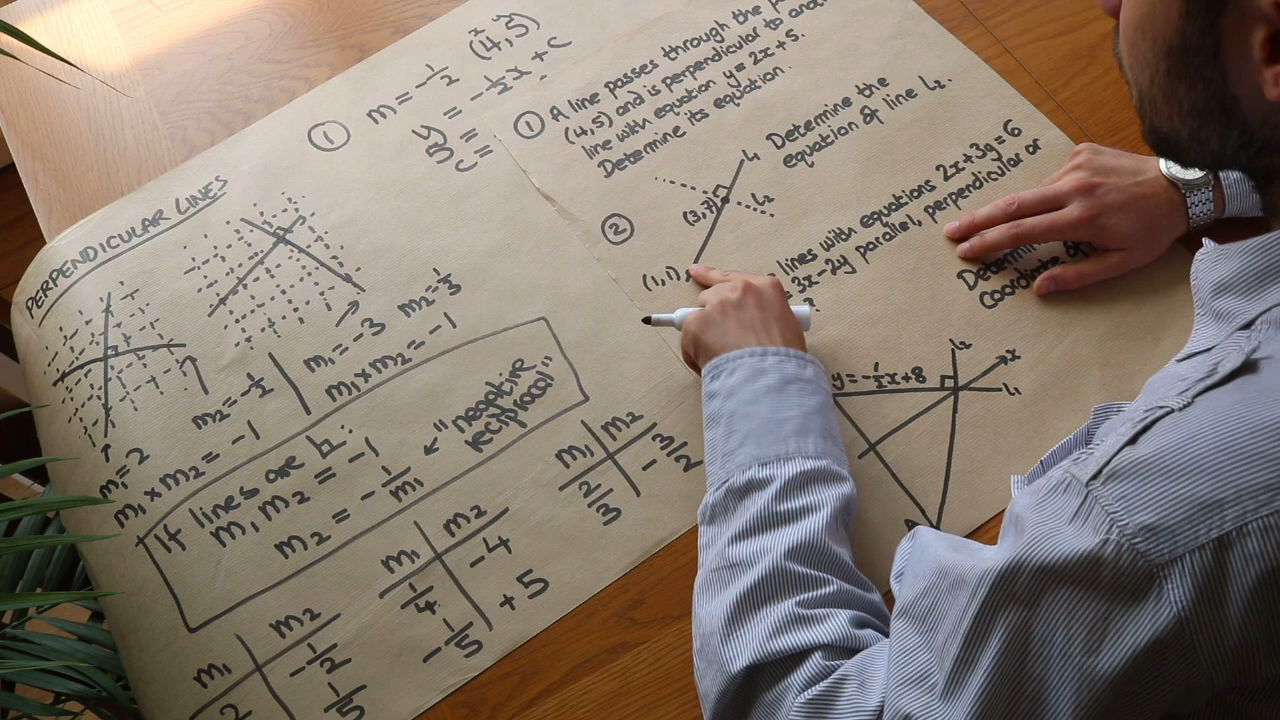 PERPENDICULAR LINES
m₁ = 2
m₂ = -1/2
m₁ × m₂ = -1
m₁ = -3 m₂ = 1/3
m₁ × m₂ = -1
If lines are ⊾:
m₁ m₂ = -1
m₂ = -1/m₁ ← "negative
reciprocal"
m₁ m₂
2 -1/2
-1/5
m₁ m₂
1/4 -4
-1/5 +5
m₁ m₂
2/3 -3/2
① m = -1/2 (4, 5)
x y
y = -1/2x + C
y =
C =
① A line passes through the
(4,5) and is perpendicular to
line with equation y = 2x + 5.
Determine its equation.
② Determine the
equation of line L₂.
L₁
L₂
(3,7)
(1,1)
lines with equations 2x + 3y = 6
= 3x - 2y parallel, perpendicular or
coordinate of
y = -1/2x + 8
L₂
x
L₁